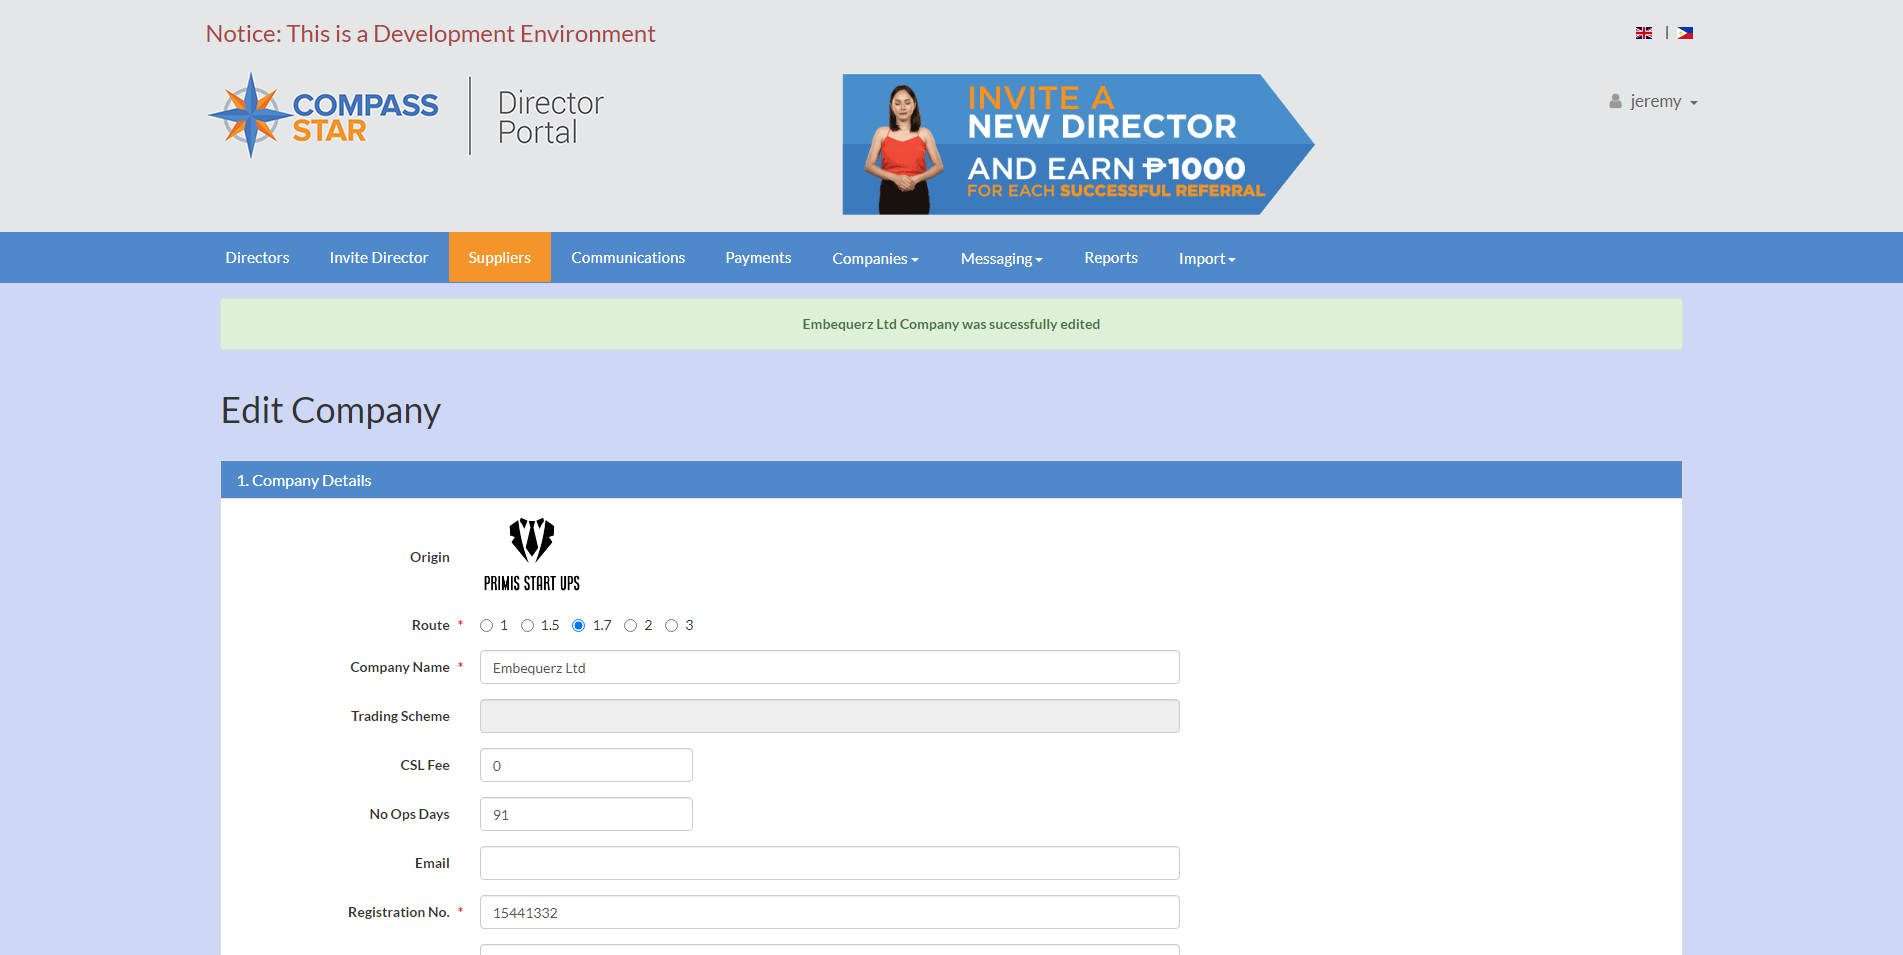 Notice: This is a Development Environment
COMPASS
STAR
Director
Portal
INVITE A
NEW DIRECTOR
AND EARN ₱1000
FOR EACH SUCCESSFUL REFERRAL
jeremy
Directors
Invite Director
Suppliers
Communications
Payments
Companies
Messaging
Reports
Import
Embequerz Ltd Company was sucessfully edited
Edit Company
1. Company Details
Origin
PRIMIS START UPS
Route * 1 1.5 1.7 2 3
Company Name * Embequerz Ltd
Trading Scheme
CSL Fee 0
No Ops Days 91
Email
Registration No. * 15441332